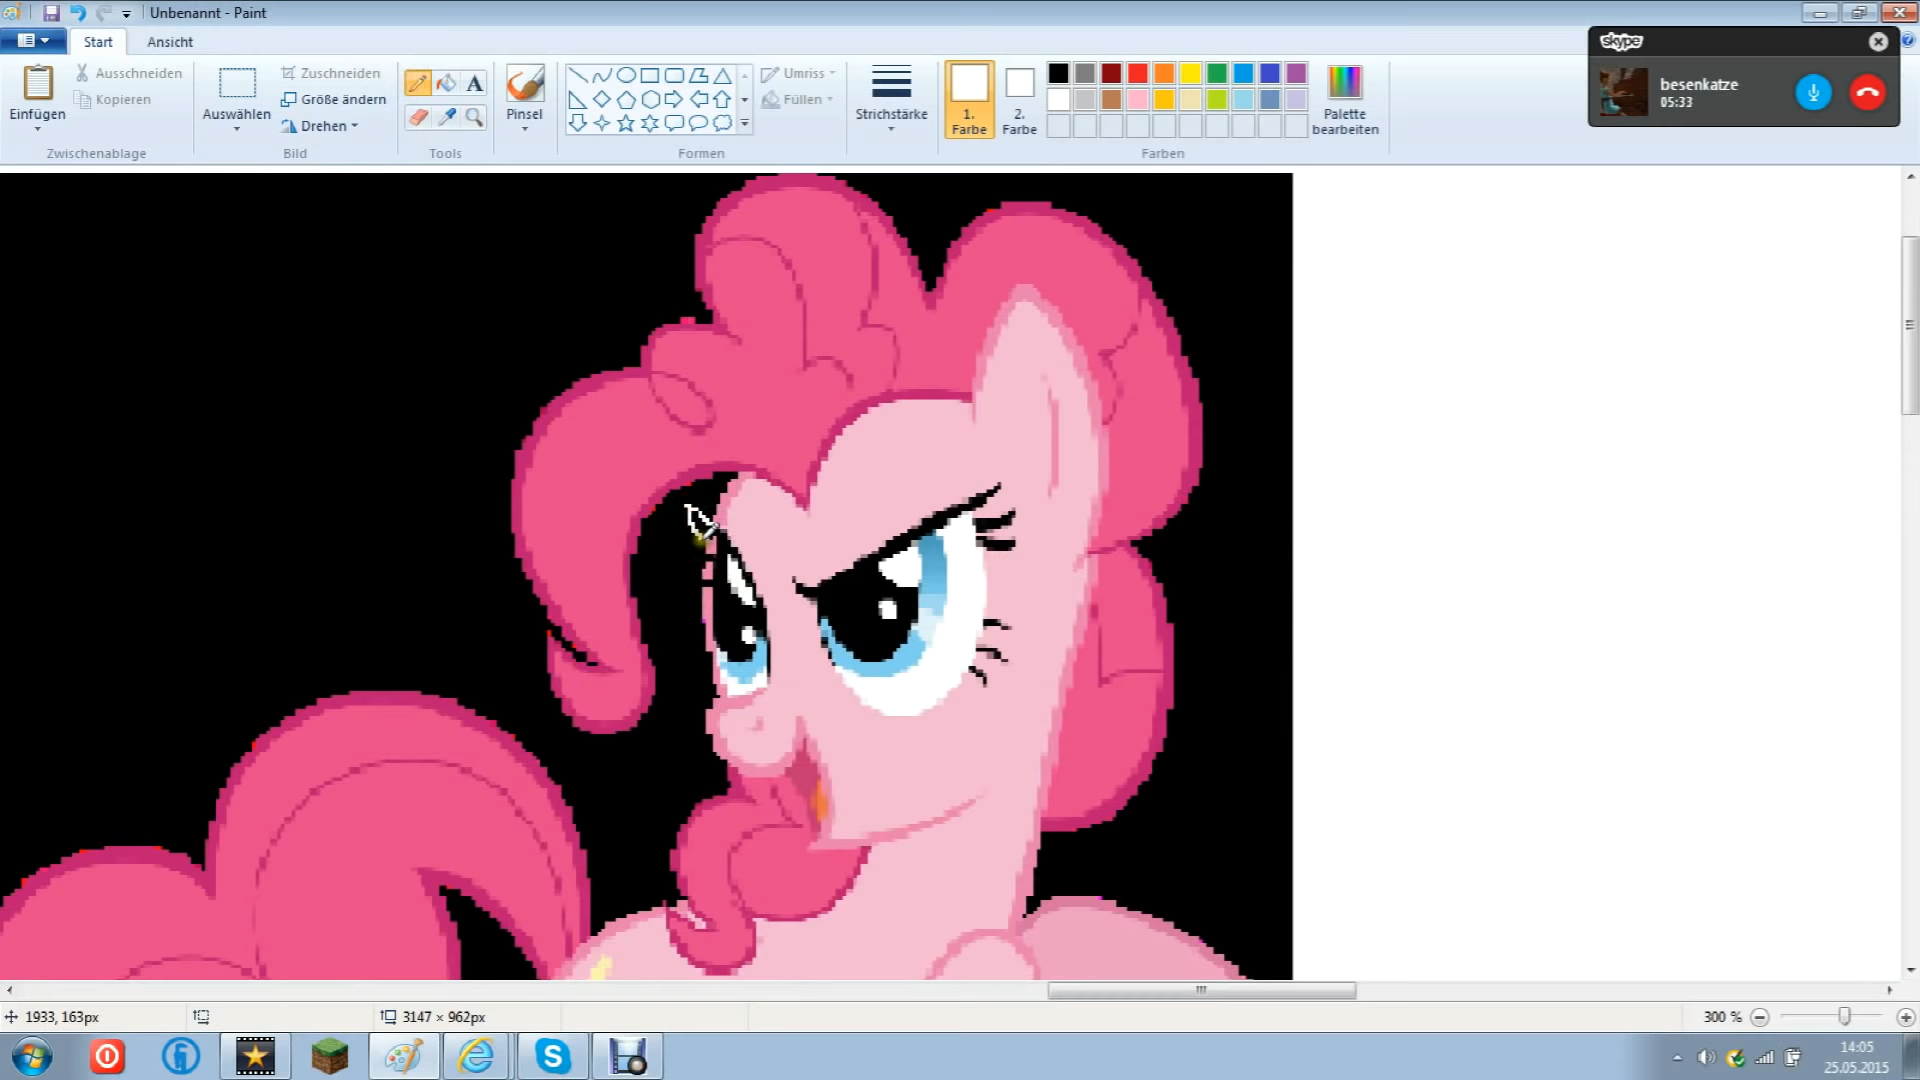 Unbenannt - Paint
Start
Ansicht
Einfügen
Ausschneiden
Kopieren
Zwischenablage
Auswählen
Zuschneiden
Größe ändern
Drehen
Bild
A
Tools
Pinsel
Formen
Umriss
Füllen
Strichstärke
1.
Farbe
2.
Farbe
Farben
Palette
bearbeiten
skype
besenkatze
05:33
1933, 163px
3147 × 962px
300 %
14:05
25.05.2015